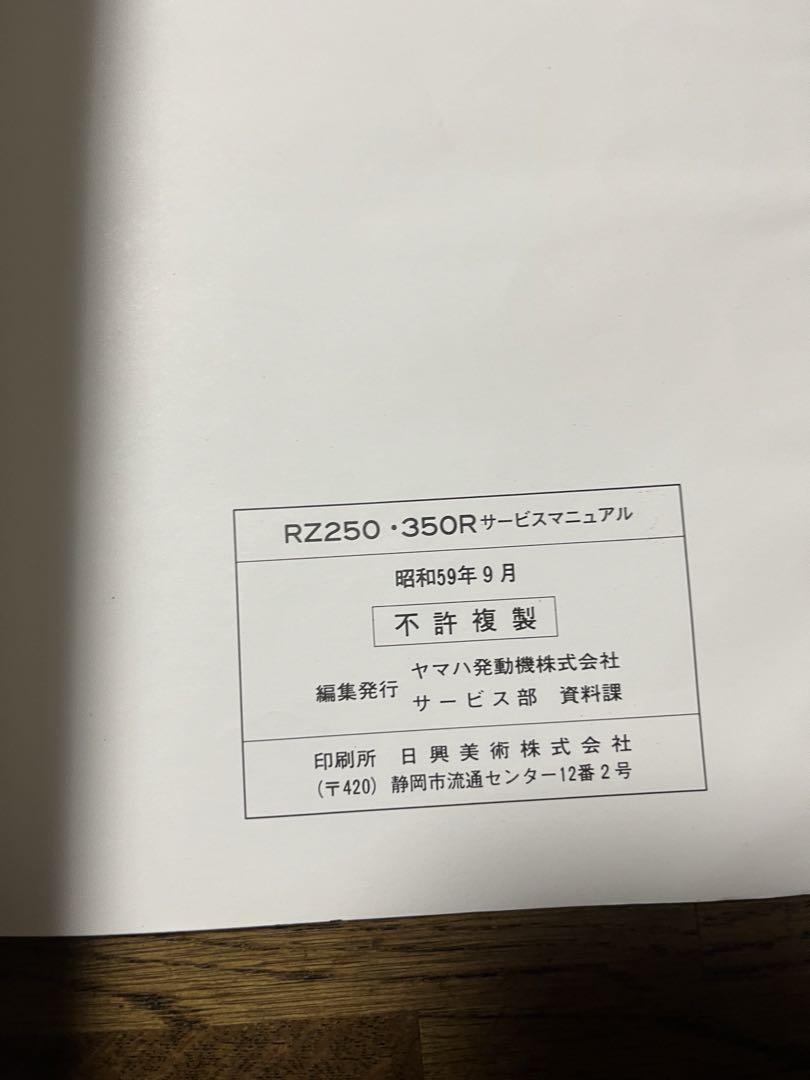 RZ250・350Rサービスマニュアル
昭和59年9月
不許複製
編集発行 ヤマハ発動機株式会社
サービス部 資料課
印刷所 日興美術株式会社
(〒420) 静岡市流通センター12番2号